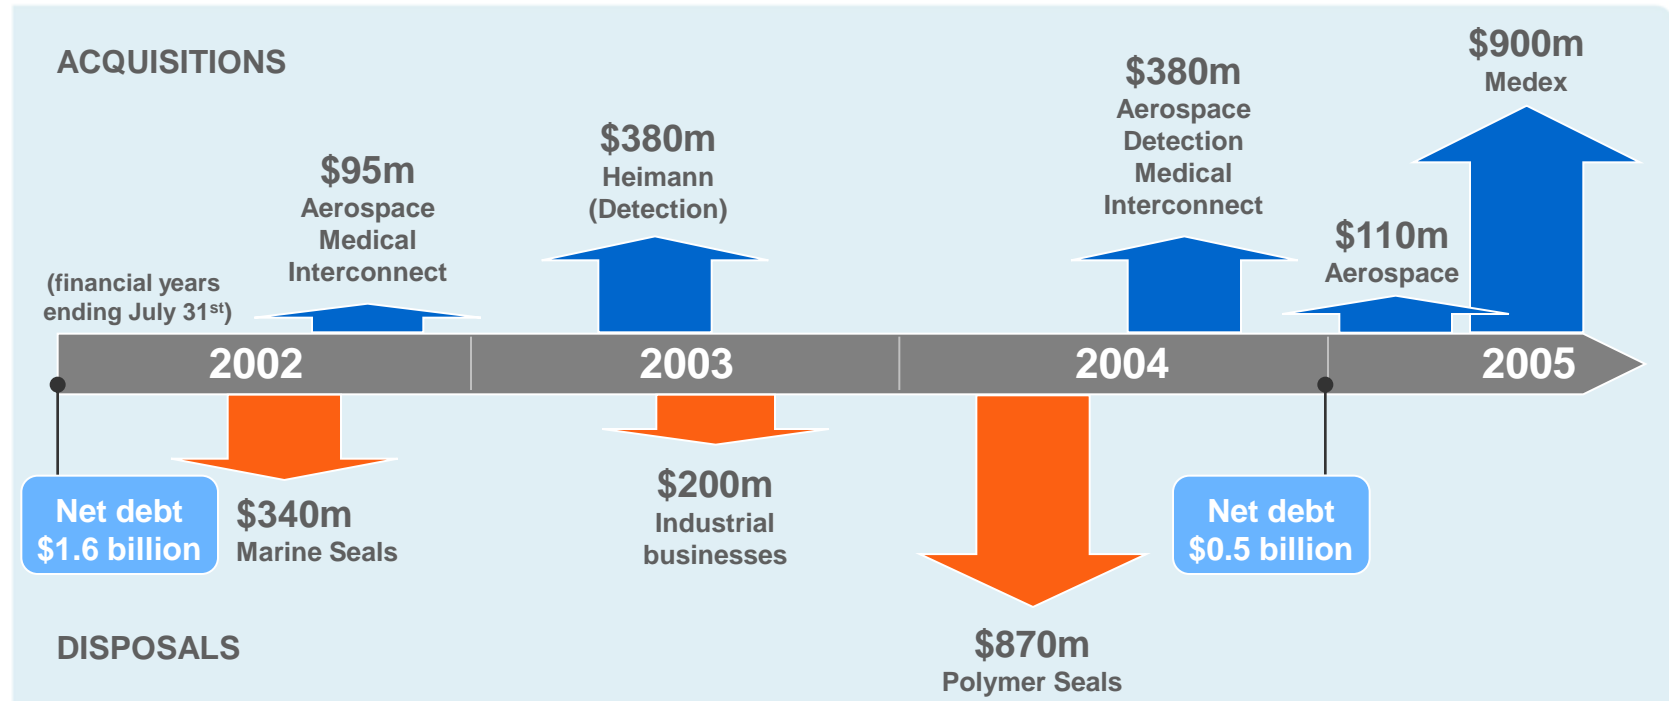 ACQUISITIONS
$95m
Aerospace
Medical
Interconnect
$380m
Heimann
(Detection)
$380m
Aerospace
Detection
Medical
Interconnect
$110m
Aerospace
$900m
Medex
(financial years
ending July 31st)
2002
2003
2004
2005
Net debt
$1.6 billion
$340m
Marine Seals
$200m
Industrial
businesses
$870m
Polymer Seals
Net debt
$0.5 billion
DISPOSALS